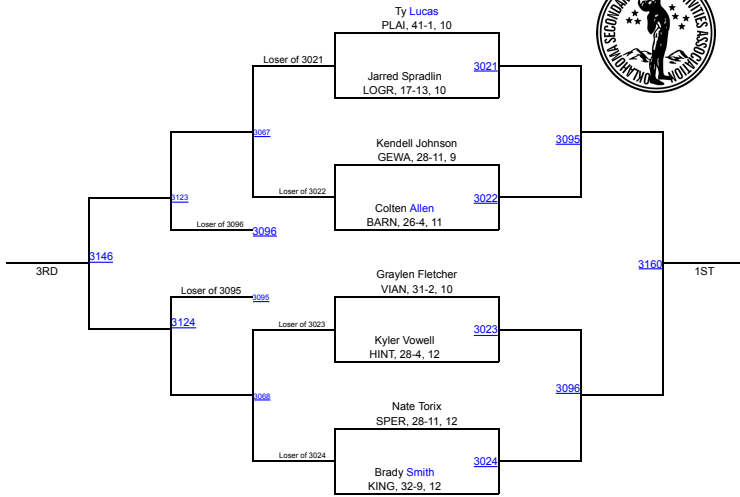 Ty Lucas
PLAI, 41-1, 10
Loser of 3021
3021
Jarred Spradlin
LOGR, 17-13, 10
3067
3095
Kendell Johnson
GEWA, 28-11, 9
Loser of 3022
3022
3123
Colten Allen
BARN, 26-4, 11
Loser of 3096
3096
3146
3RD
3160
1ST
Graylen Fletcher
VIAN, 31-2, 10
Loser of 3095
3095
3124
Loser of 3023
3023
Kyler Vowell
HINT, 28-4, 12
3068
3096
Nate Torix
SPER, 28-11, 12
Loser of 3024
3024
Brady Smith
KING, 32-9, 12
OKLAHOMA
ASSOCIATION